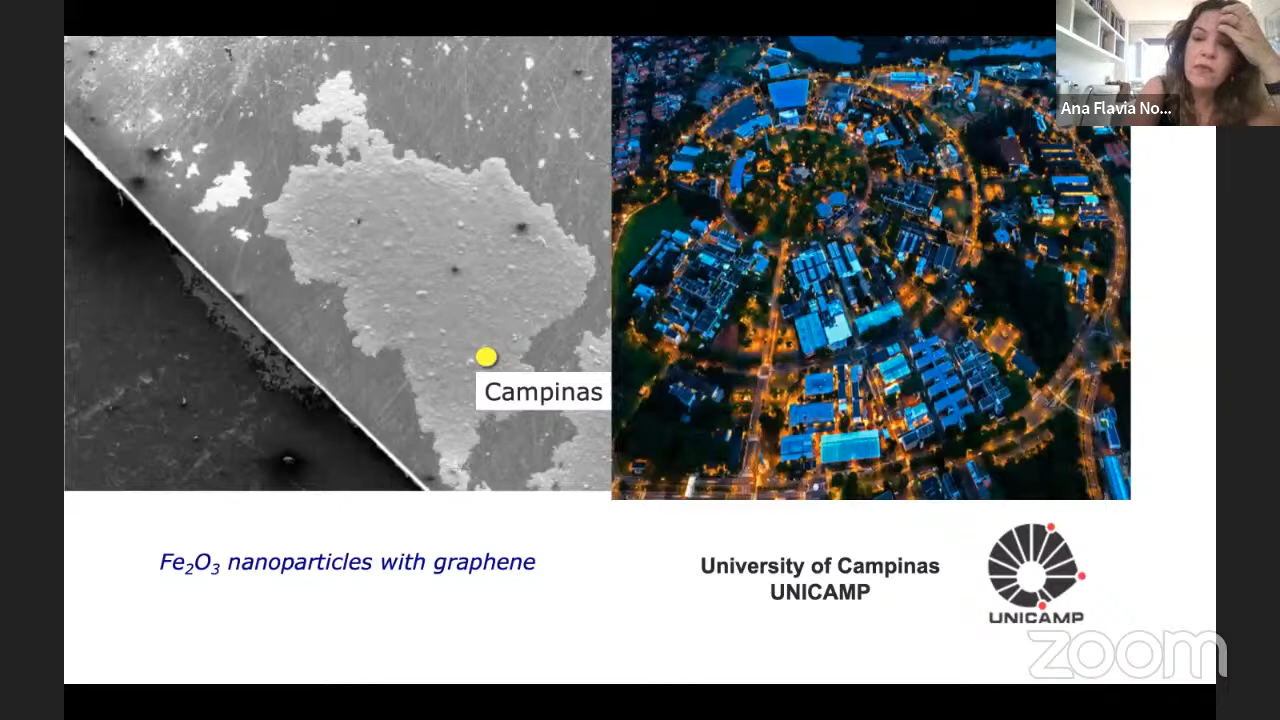 Ana Flavia No...
Campinas
Fe₂O₃ nanoparticles with graphene
University of Campinas
UNICAMP
UNICAMP
zoom